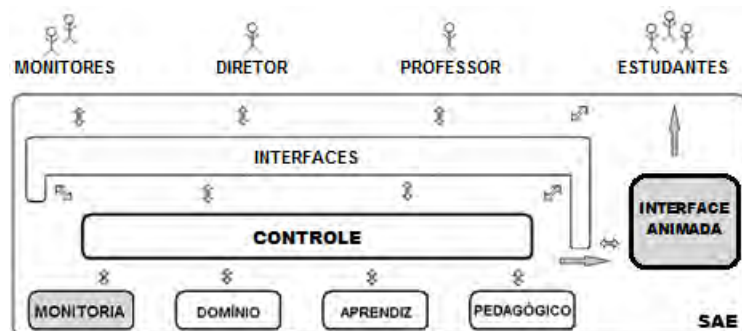 MONITORES DIRETOR PROFESSOR ESTUDANTES
INTERFACES
INTERFACE
ANIMADA
CONTROLE
MONITORIA DOMÍNIO APRENDIZ PEDAGÓGICO
SAE